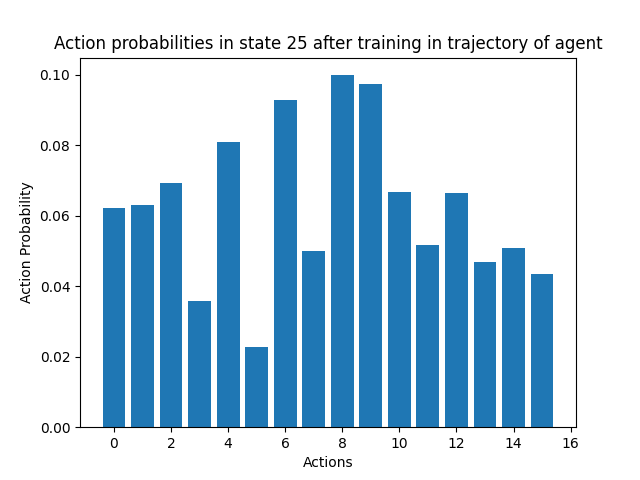 Action probabilities in state 25 after training in trajectory of agent
0.10
0.08
0.06
0.04
0.02
0.00
Action Probability
0 2 4 6 8 10 12 14 16
Actions